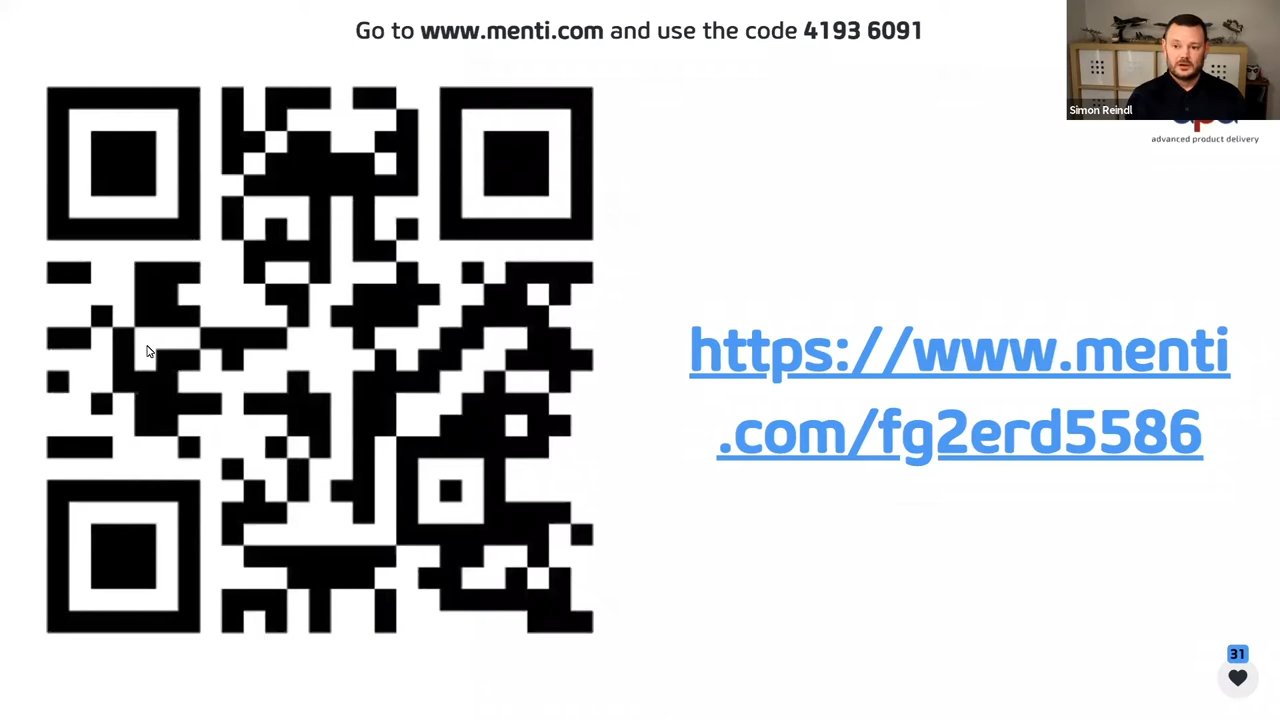 Go to www.menti.com and use the code 4193 6091
Simon Reindl
advanced product delivery
https://www.menti
.com/fg2erd5586
31